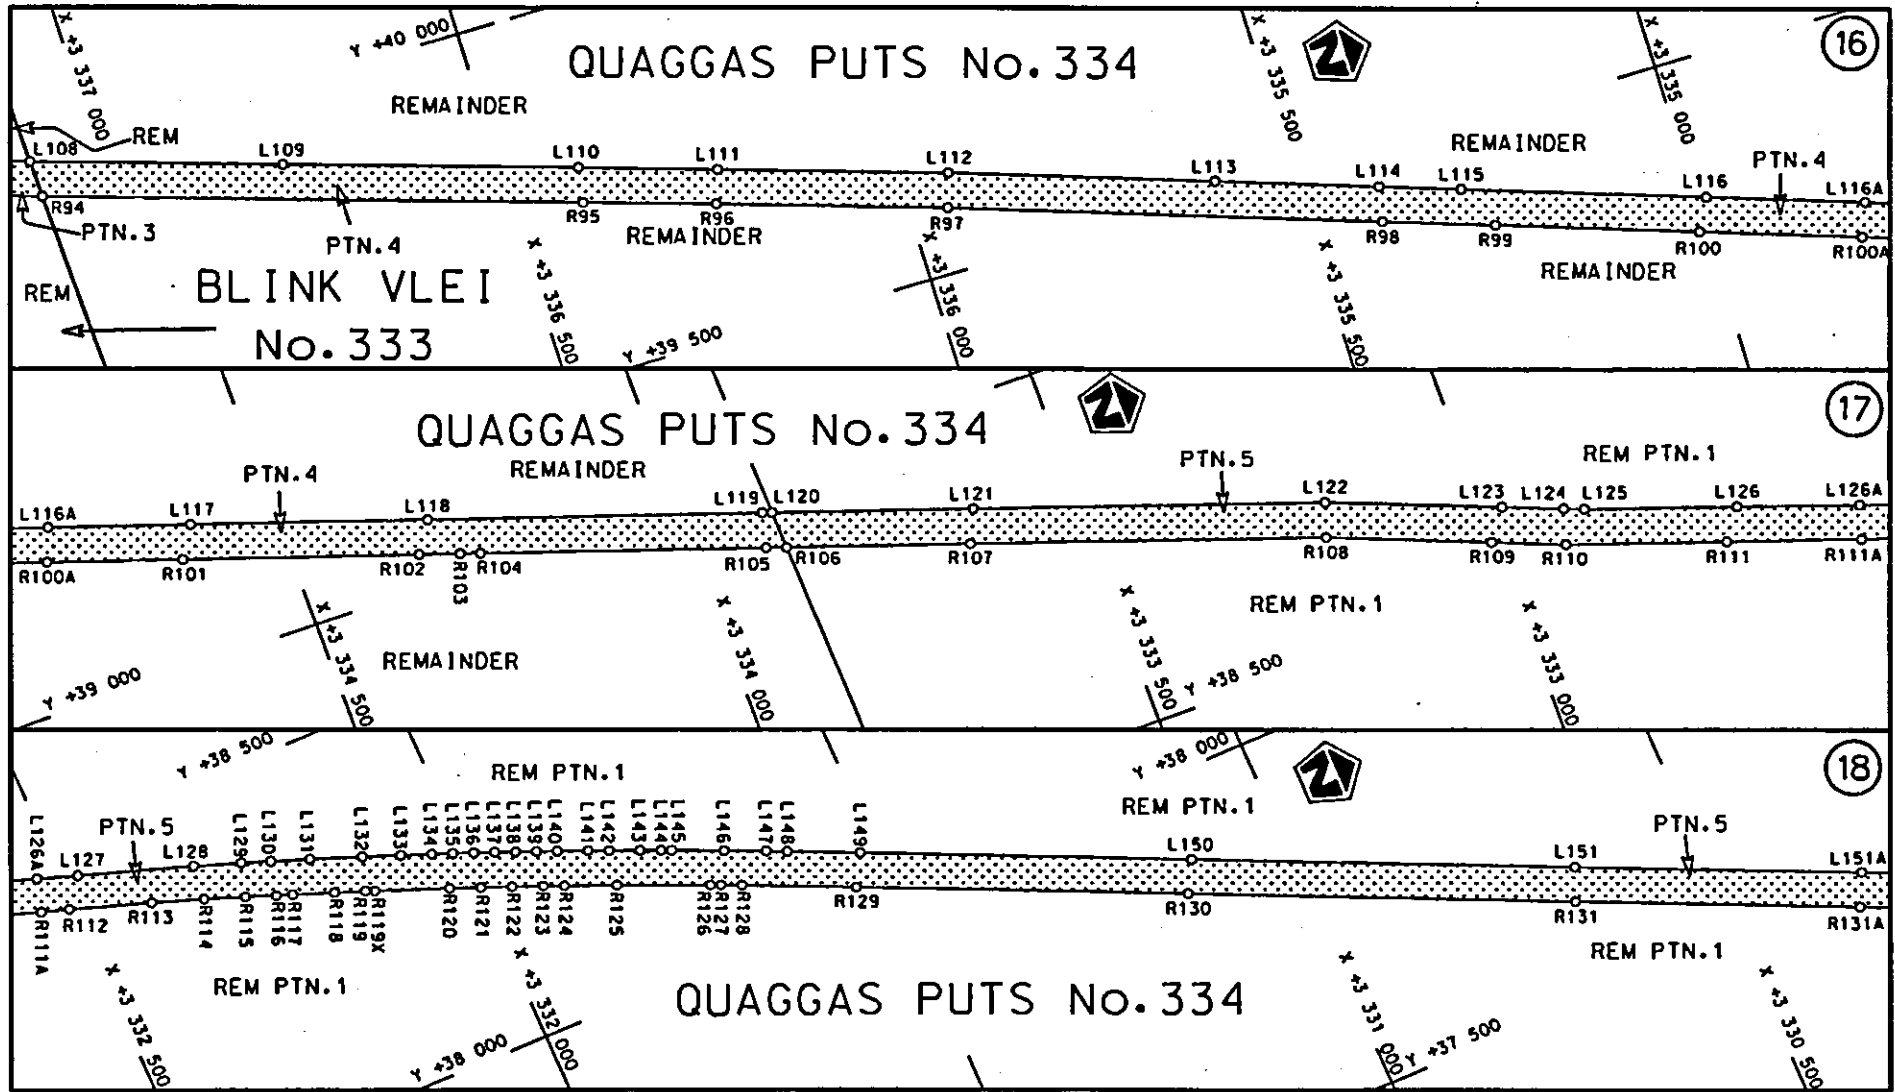 X +3 337 000
Y +40 000
QUAGGAS PUTS No.334
X +3 335 500
N
X +3 335 000
16
REMAINDER
REM
REMAINDER
PTN.4
L108
L109
L110
L111
L112
L113
L114
L115
L116
L116A
R94
R95
R96
R97
R98
R99
R100
R100A
PTN.3
PTN.4
REMAINDER
REMAINDER
REM
BLINK VLEI
No.333
X +3 336 500
Y +39 500
X +3 336 000
X +3 335 500
QUAGGAS PUTS No.334
N
17
PTN.4
REMAINDER
PTN.5
REM PTN.1
L116A
L117
L118
L119
L120
L121
L122
L123
L124
L125
L126
L126A
R100A
R101
R102
R103
R104
R105
R106
R107
R108
R109
R110
R111
R111A
REM PTN.1
Y +39 000
X +3 334 500
REMAINDER
X +3 334 000
X +3 333 500
Y +38 500
X +3 333 000
Y +38 500
REM PTN.1
Y +38 000
N
18
REM PTN.1
PTN.5
PTN.5
L126A
L127
L128
L129
L130
L131
L132
L133
L134
L135
L136
L137
L138
L139
L140
L141
L142
L143
L144
L145
L146
L147
L148
L149
L150
L151
L151A
R111A
R112
R113
R114
R115
R116
R117
R118
R119
R119X
R120
R121
R122
R123
R124
R125
R126
R127
R128
R129
R130
R131
R131A
X +3 332 500
REM PTN.1
Y +38 000
X +3 332 000
QUAGGAS PUTS No.334
X +3 331 000
Y +37 500
REM PTN.1
X +3 330 500